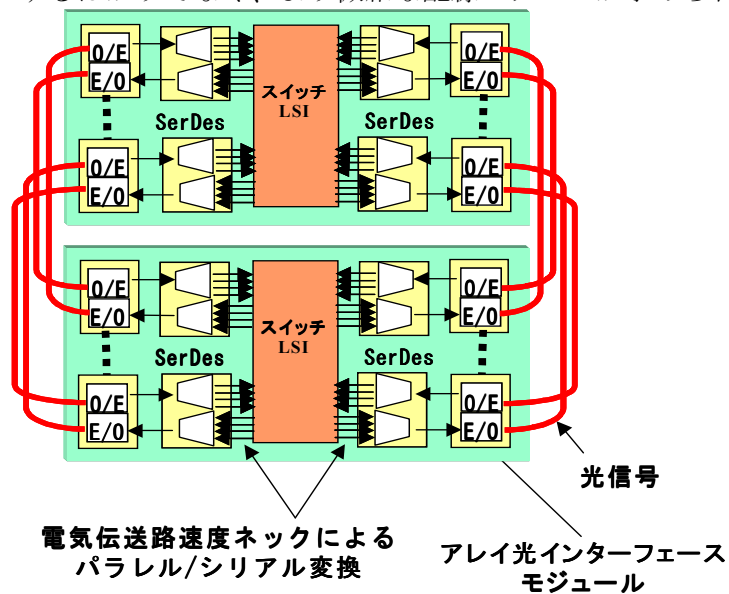 O/E
E/O
SerDes
スイッチ
LSI
SerDes
O/E
E/O
O/E
E/O
O/E
E/O
O/E
E/O
SerDes
スイッチ
LSI
SerDes
O/E
E/O
O/E
E/O
O/E
E/O
光信号
電気伝送路速度ネックによる
パラレル/シリアル変換
アレイ光インターフェース
モジュール